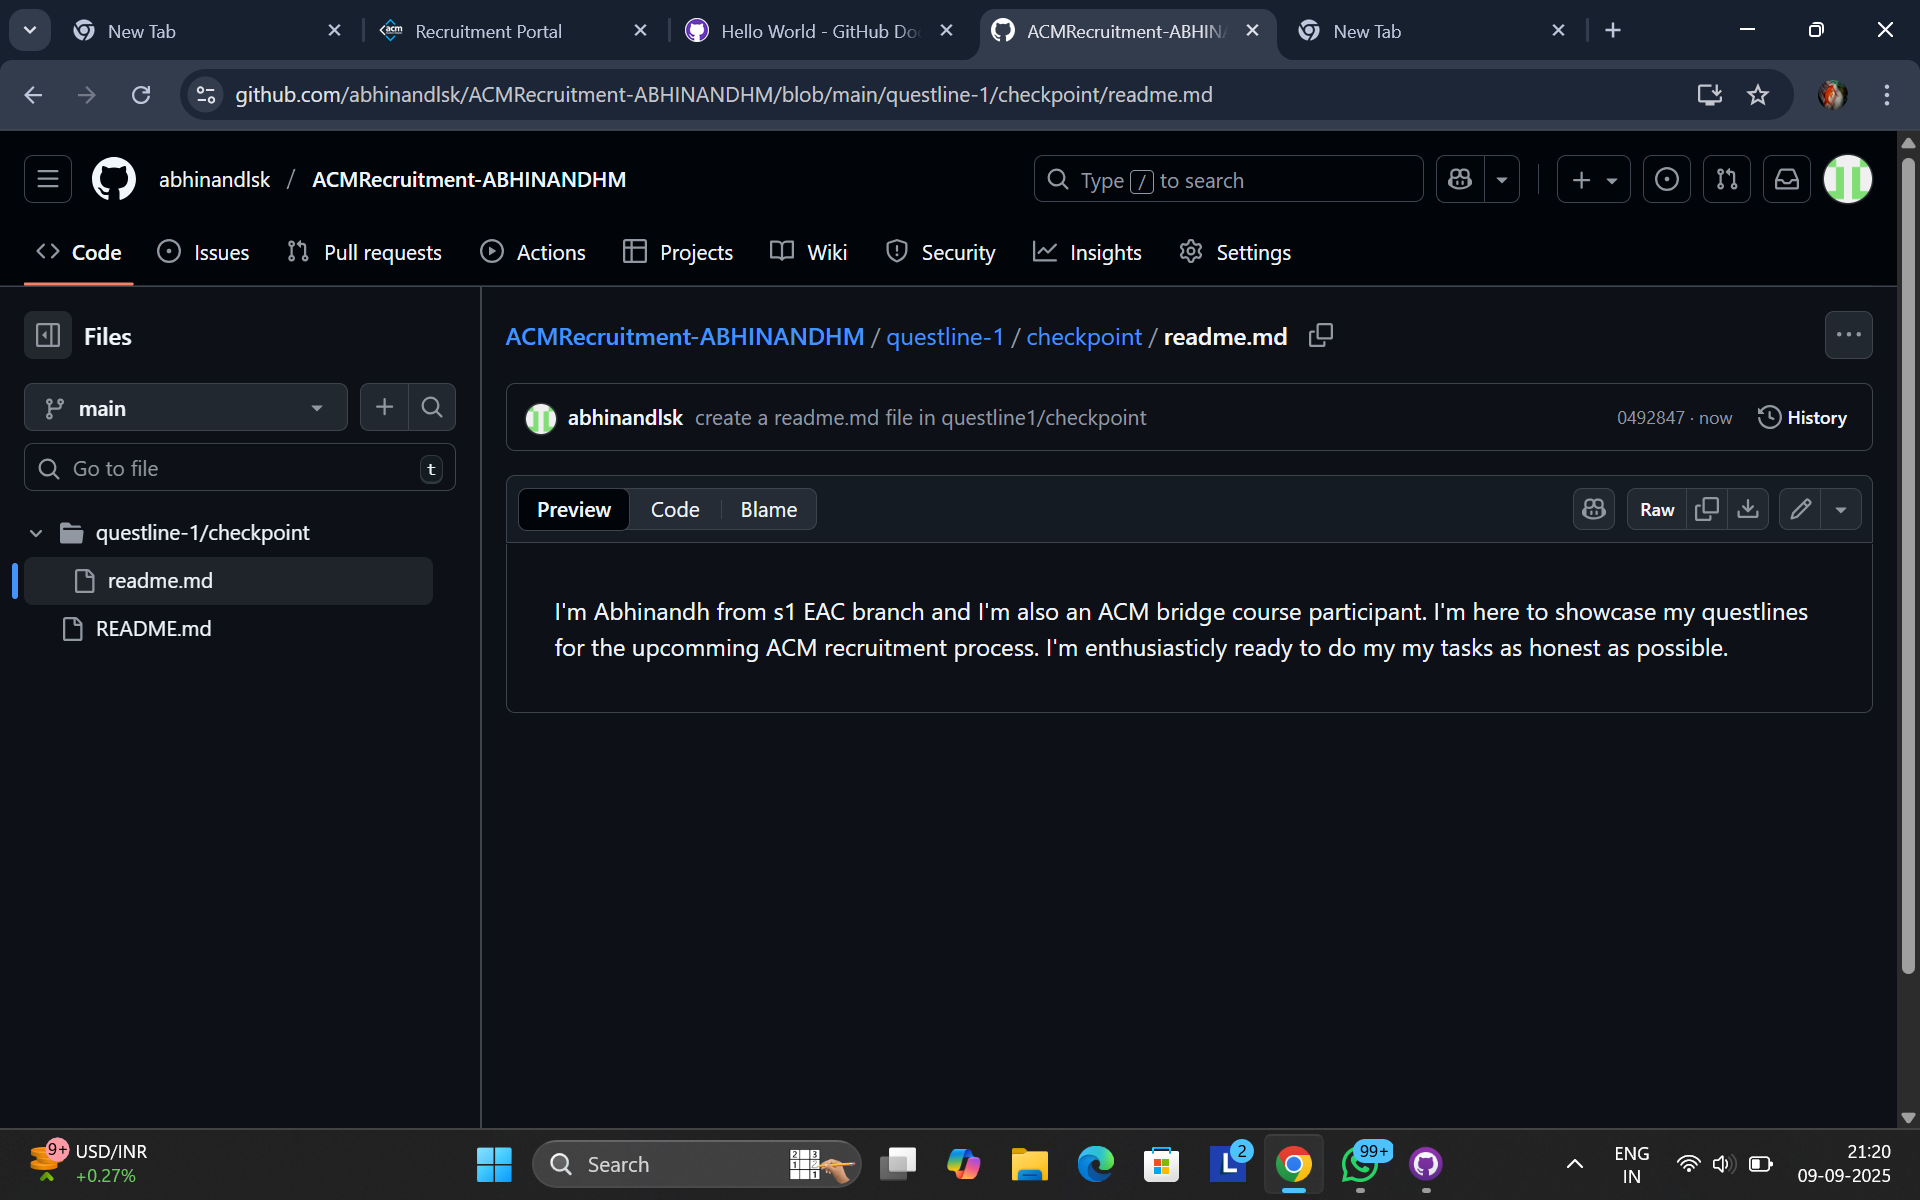 New Tab
Recruitment Portal
Hello World - GitHub Do
ACMRecruitment-ABHIN
New Tab
github.com/abhinandlsk/ACMRecruitment-ABHINANDHM/blob/main/questline-1/checkpoint/readme.md
abhinandlsk / ACMRecruitment-ABHINANDHM
Type / to search
Code
Issues
Pull requests
Actions
Projects
Wiki
Security
Insights
Settings
Files
main
Go to file
t
questline-1/checkpoint
readme.md
README.md
ACMRecruitment-ABHINANDHM / questline-1 / checkpoint / readme.md
abhinandlsk create a readme.md file in questline1/checkpoint
0492847 · now
History
Preview
Code
Blame
Raw
I'm Abhinandh from s1 EAC branch and I'm also an ACM bridge course participant. I'm here to showcase my questlines
for the upcomming ACM recruitment process. I'm enthusiasticly ready to do my my tasks as honest as possible.
9+
USD/INR
+0.27%
Search
L
2
99+
ENG
IN
21:20
09-09-2025